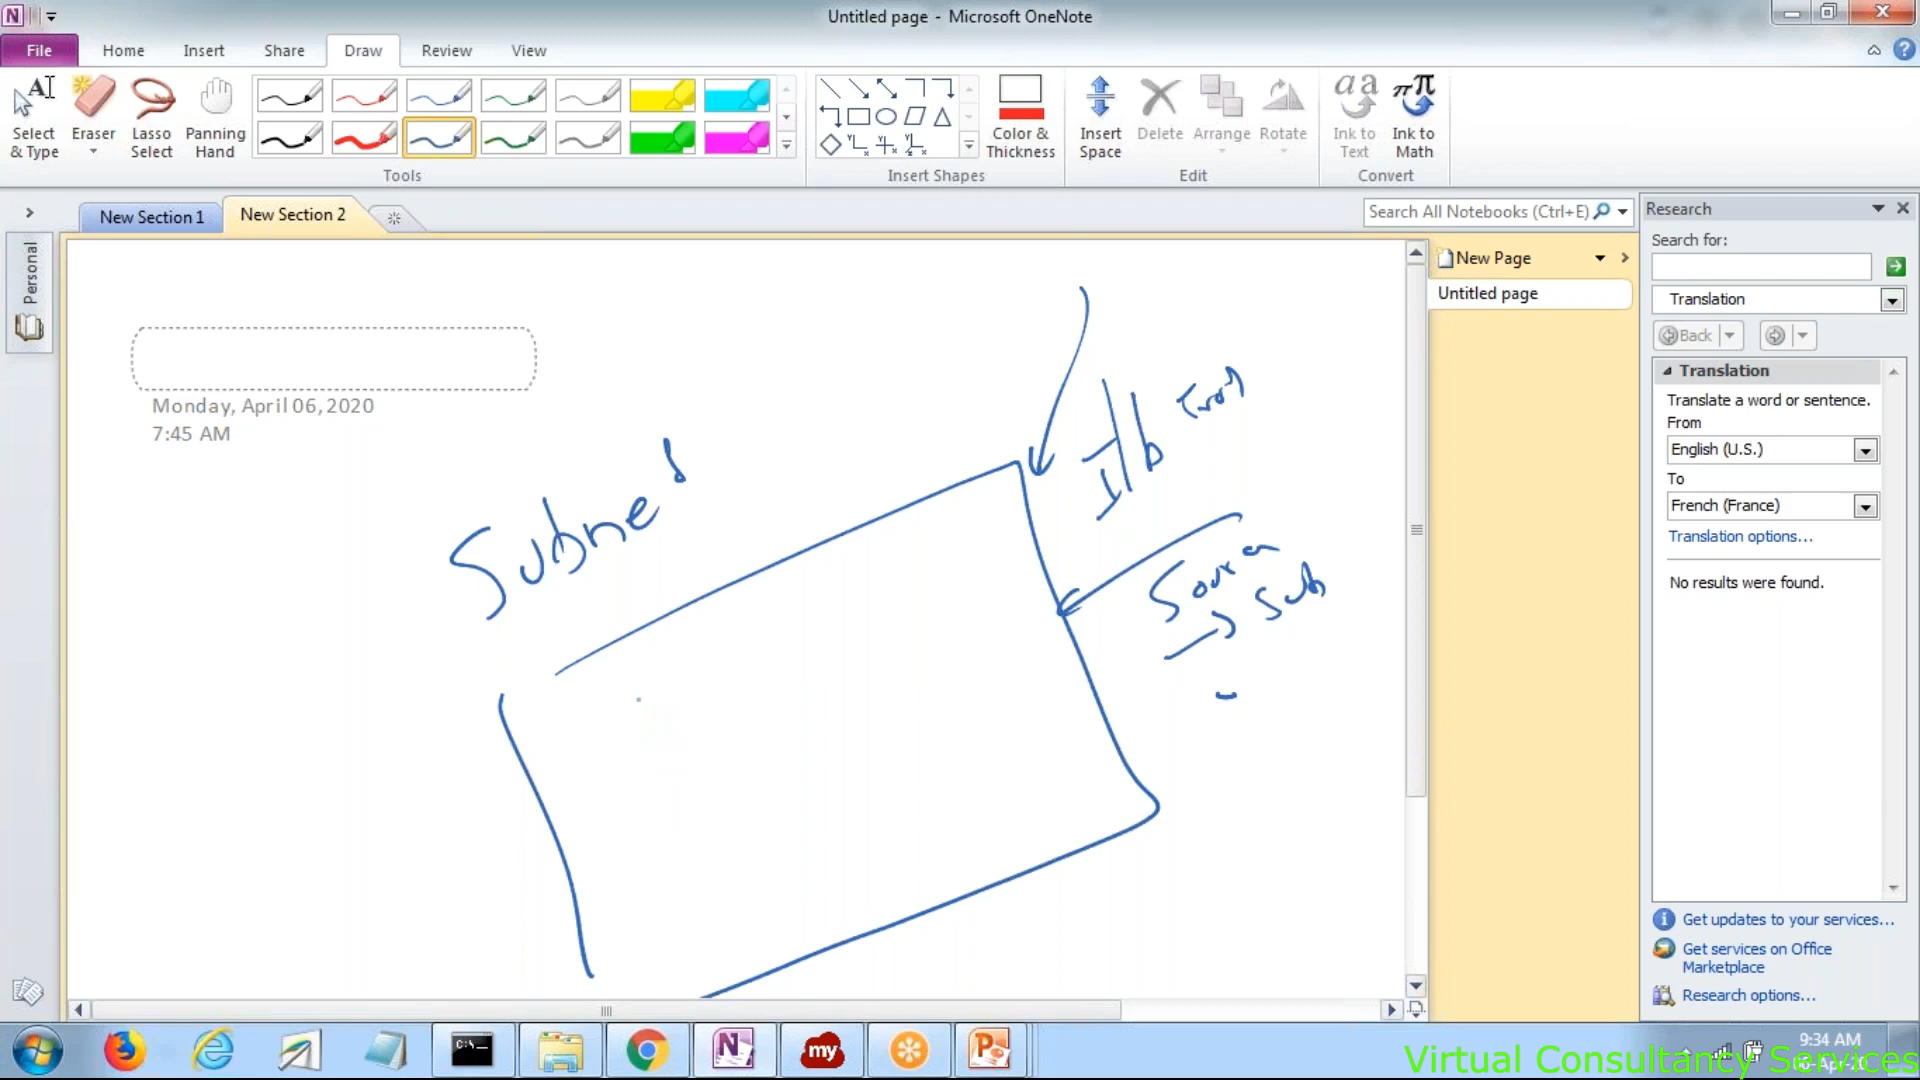 Untitled page - Microsoft OneNote
File Home Insert Share Draw Review View
Select & Type
Eraser
Lasso Select
Panning Hand
Color & Thickness
Insert Space
Delete
Arrange
Rotate
Ink to Text
Ink to Math
Tools
Insert Shapes
Edit
Convert
New Section 1
New Section 2
Search All Notebooks (Ctrl+E)
Personal
New Page
Untitled page
Monday, April 06, 2020
7:45 AM
Subnet
I/b
Source
Sub
Research
Search for:
Translation
Back
Translation
Translate a word or sentence.
From
English (U.S.)
To
French (France)
Translation options...
No results were found.
Get updates to your services...
Get services on Office Marketplace
Research options...
C:\
my
9:34 AM
Virtual Consultancy Services